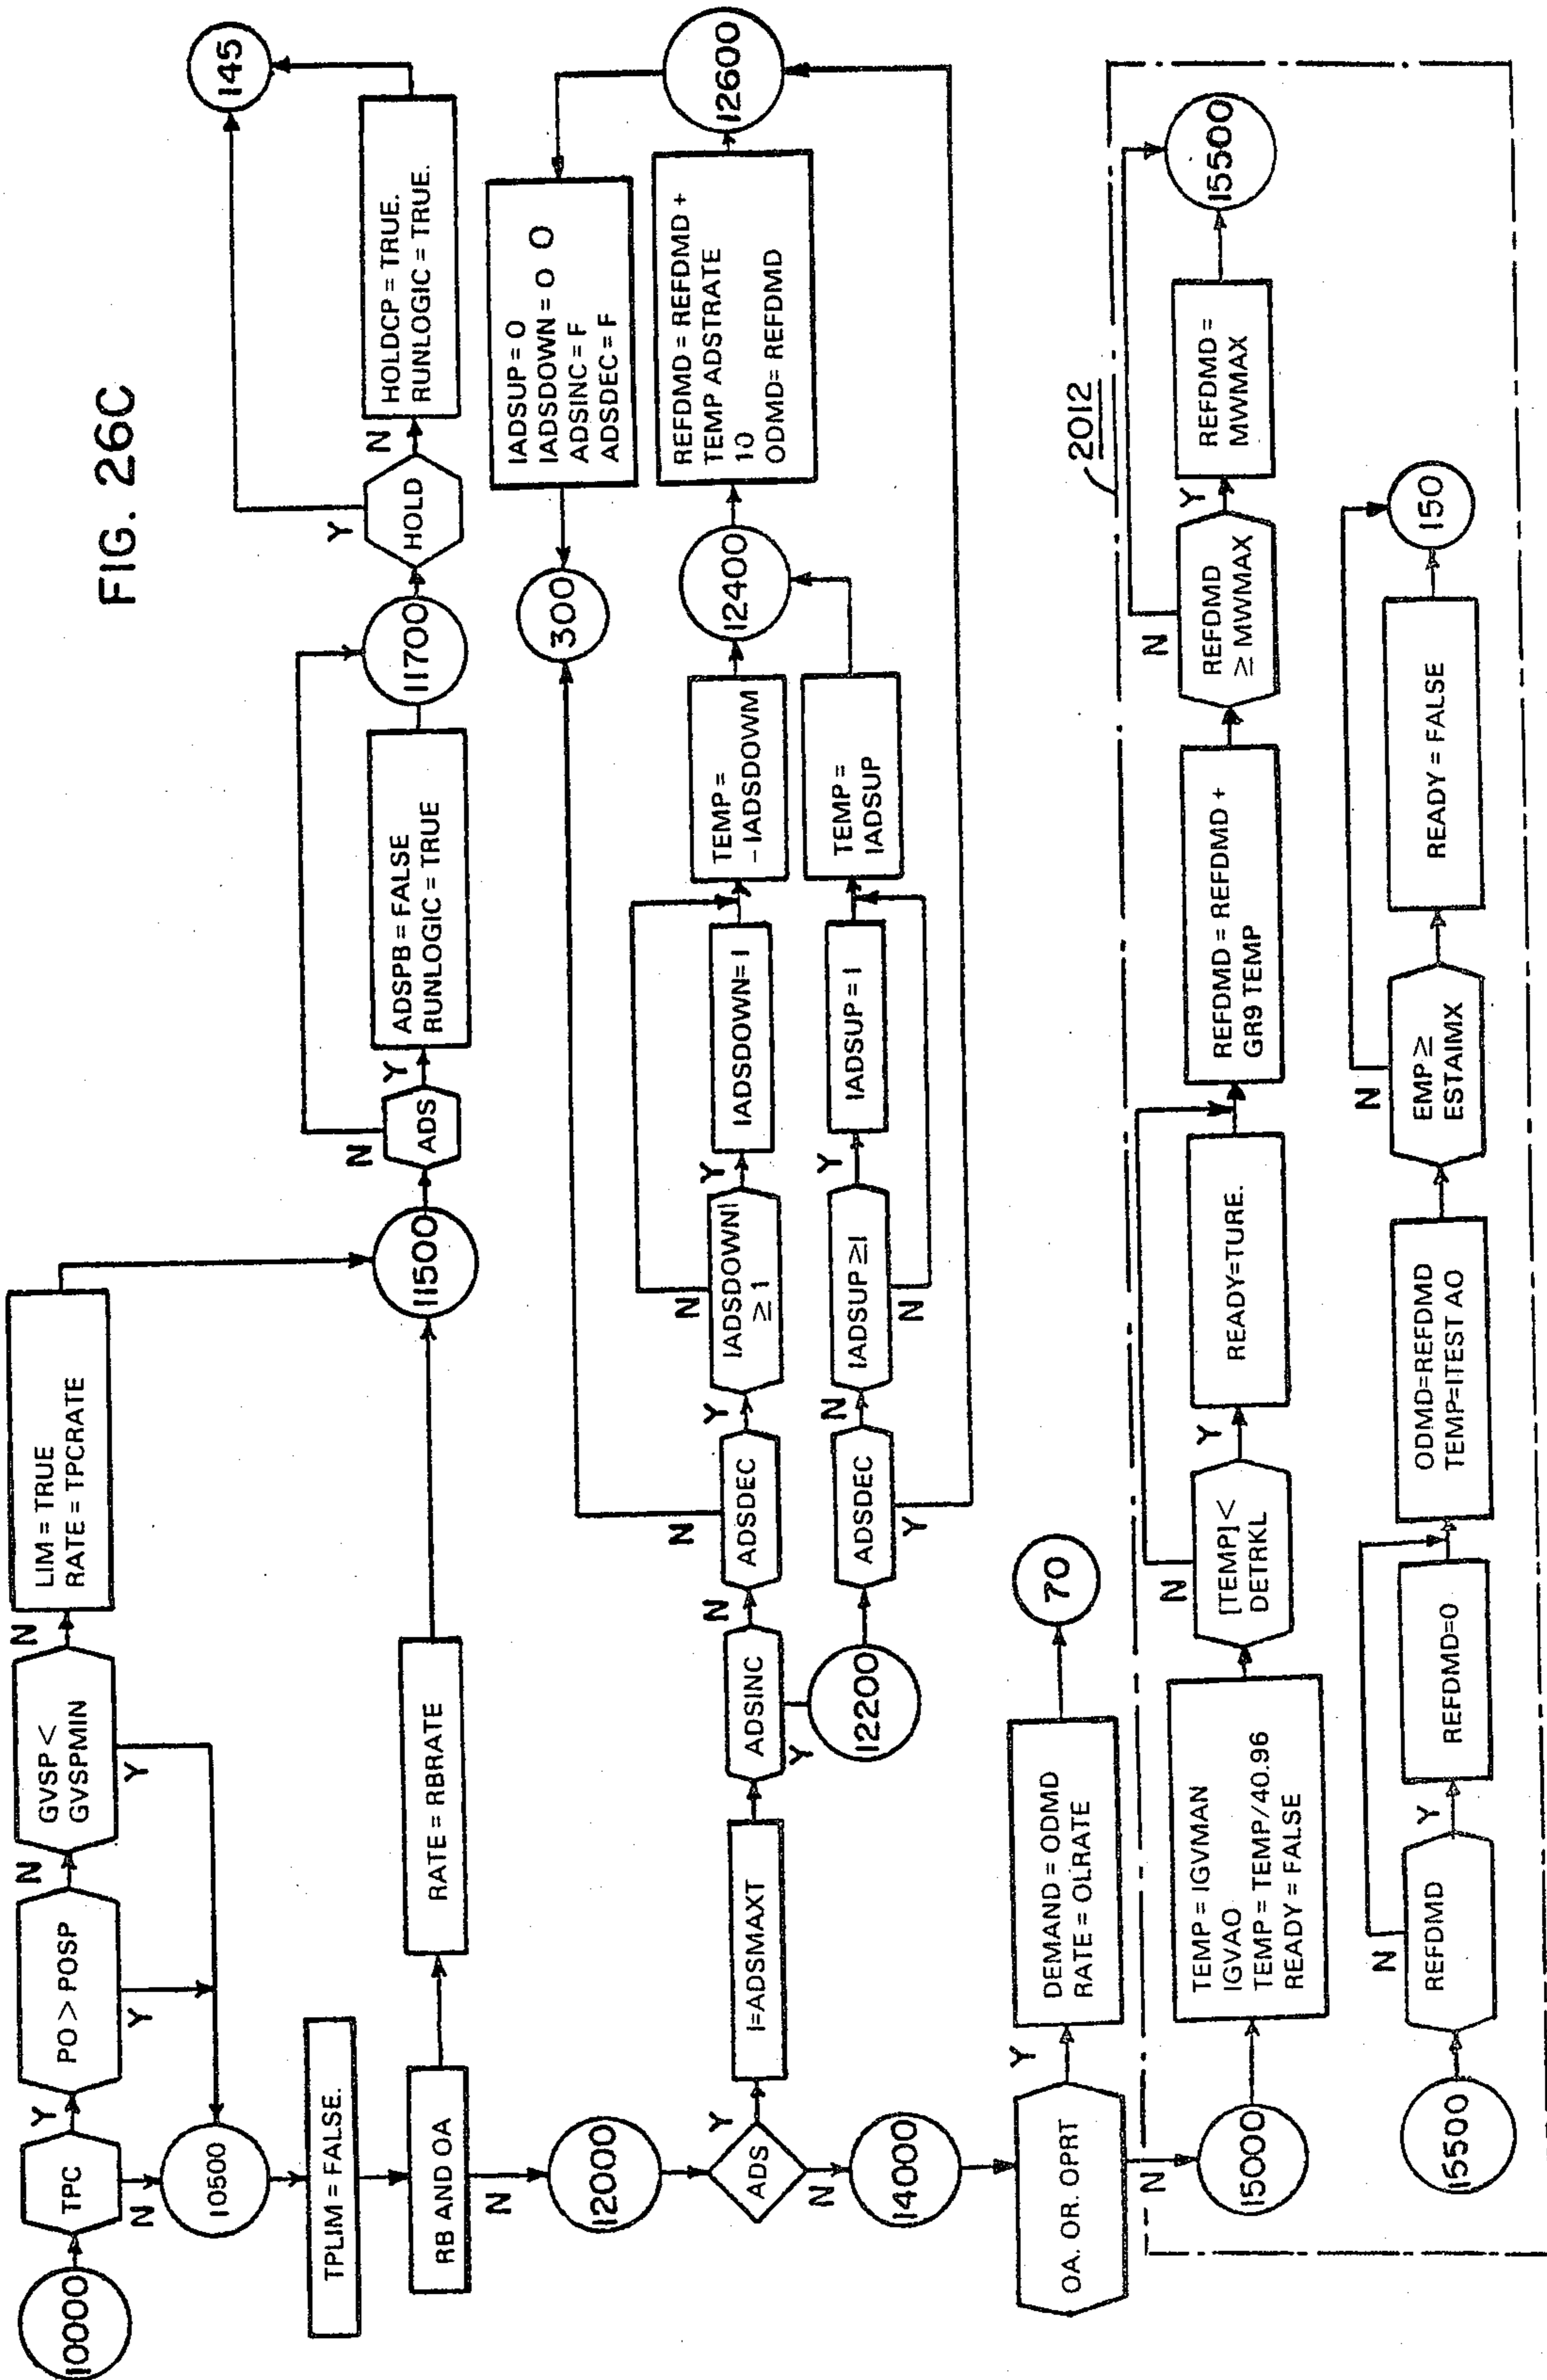 FIG. 26C
10000
TPC
Y
N
PO > POSP
N
Y
GVSP <
GVSPMIN
N
Y
LIM = TRUE
RATE = TPCRATE
10500
TPLIM = FALSE.
RB AND OA
N
RATE = RBRATE
11500
ADS
N
Y
ADSPB = FALSE
RUNLOGIC = TRUE
11700
HOLD
Y
N
HOLDCP = TRUE.
RUNLOGIC = TRUE.
145
12000
ADS
Y
N
I=ADSMAXT
ADSINC
N
Y
ADSDEC
N
Y
IADSDOWN
≥ 1
N
Y
IADSDOWN=1
TEMP =
- IADSDOWM
12400
REFDMD = REFDMD +
TEMP ADSTRATE
10
ODMD= REFDMD
12600
IADSUP= O
IADSDOWN = O O
ADSINC = F
ADSDEC = F
300
12200
ADSDEC
N
Y
IADSUP ≥1
Y
N
IADSUP = 1
TEMP =
IADSUP
14000
OA. OR. OPRT
Y
N
DEMAND = ODMD
RATE = OLRATE
70
2012
15000
TEMP = IGVMAN
IGVAO
TEMP = TEMP/40.96
READY = FALSE
[TEMP] <
DETRKL
N
Y
READY=TURE.
REFDMD = REFDMD +
GR9 TEMP
REFDMD
≥ MWMAX
N
Y
REFDMD =
MWMAX
15500
15500
REFDMD
N
Y
REFDMD=0
ODMD=REFDMD
TEMP=ITEST AO
EMP ≥
ESTAIMX
N
READY = FALSE
150